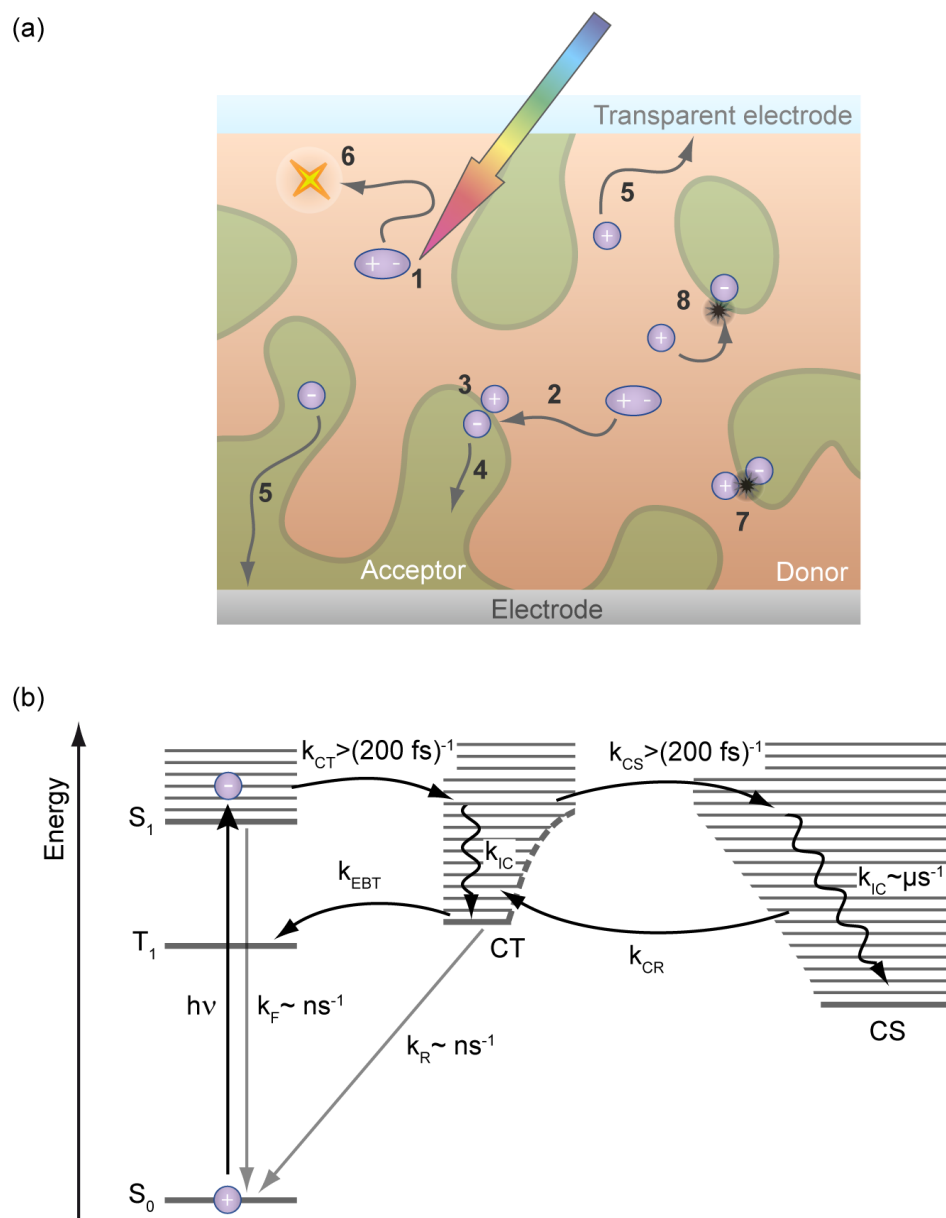 (a)
Transparent electrode
6
5
1
8
3
+
2
+ -
-
4
5
7
Acceptor
Donor
Electrode
(b)
Energy
k_CT>(200 fs)^-1
k_CS>(200 fs)^-1
S_1
-
k_IC
k_IC~μs^-1
k_EBT
T_1
CT
k_CR
hν
k_F~ ns^-1
CS
k_R~ ns^-1
S_0
+